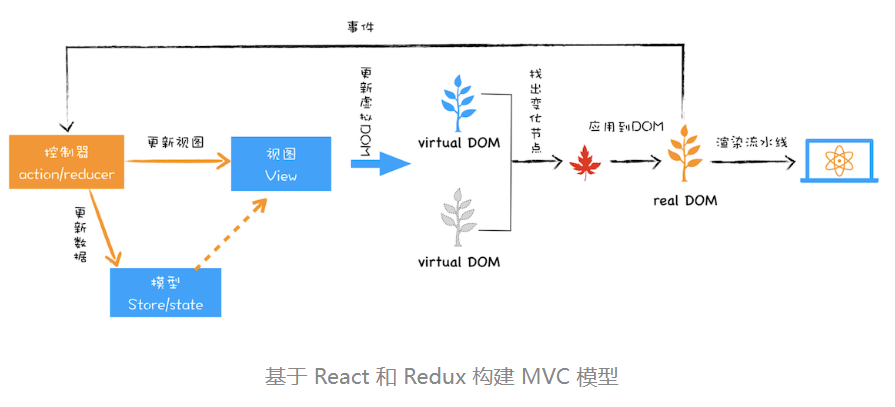 事件
控制器
action/reducer
更新视图
视图
View
更新数据
模型
Store/state
更新虚拟DOM
virtual DOM
virtual DOM
找出变化节点
应用到DOM
real DOM
渲染流水线
基于 React 和 Redux 构建 MVC 模型